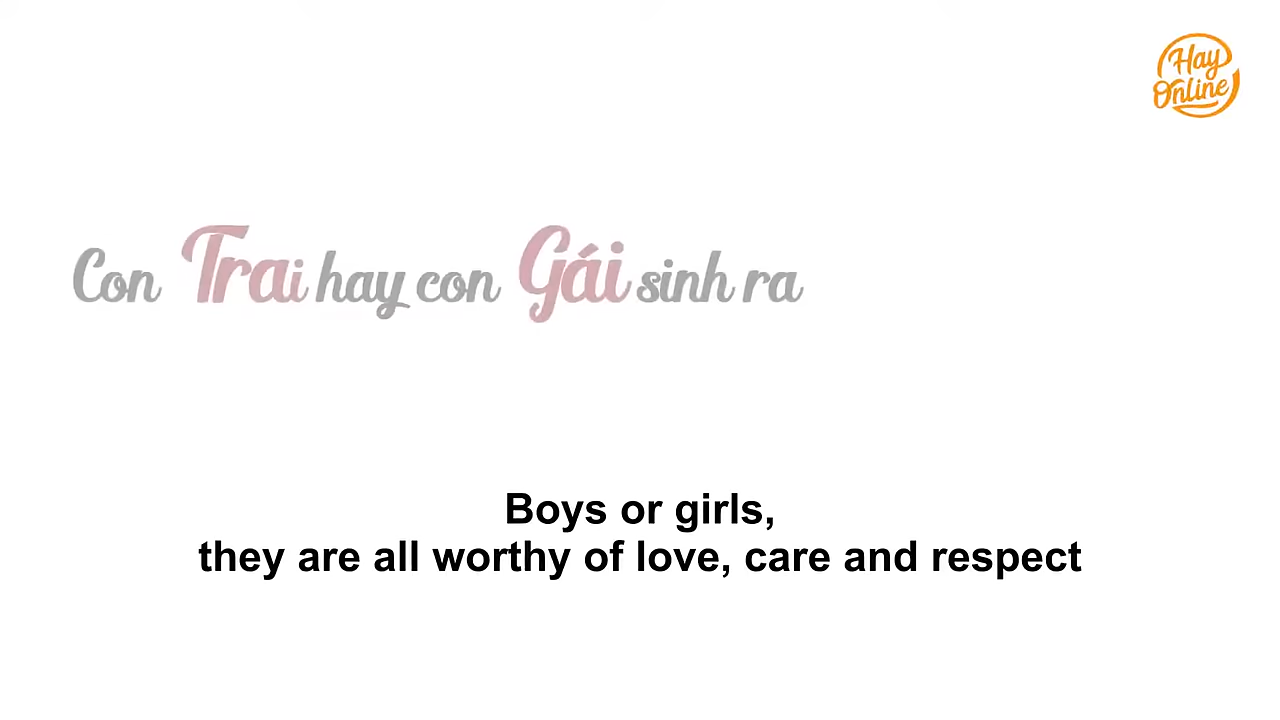 Hay
Online
Con Trai hay con Gái sinh ra
Boys or girls,
they are all worthy of love, care and respect